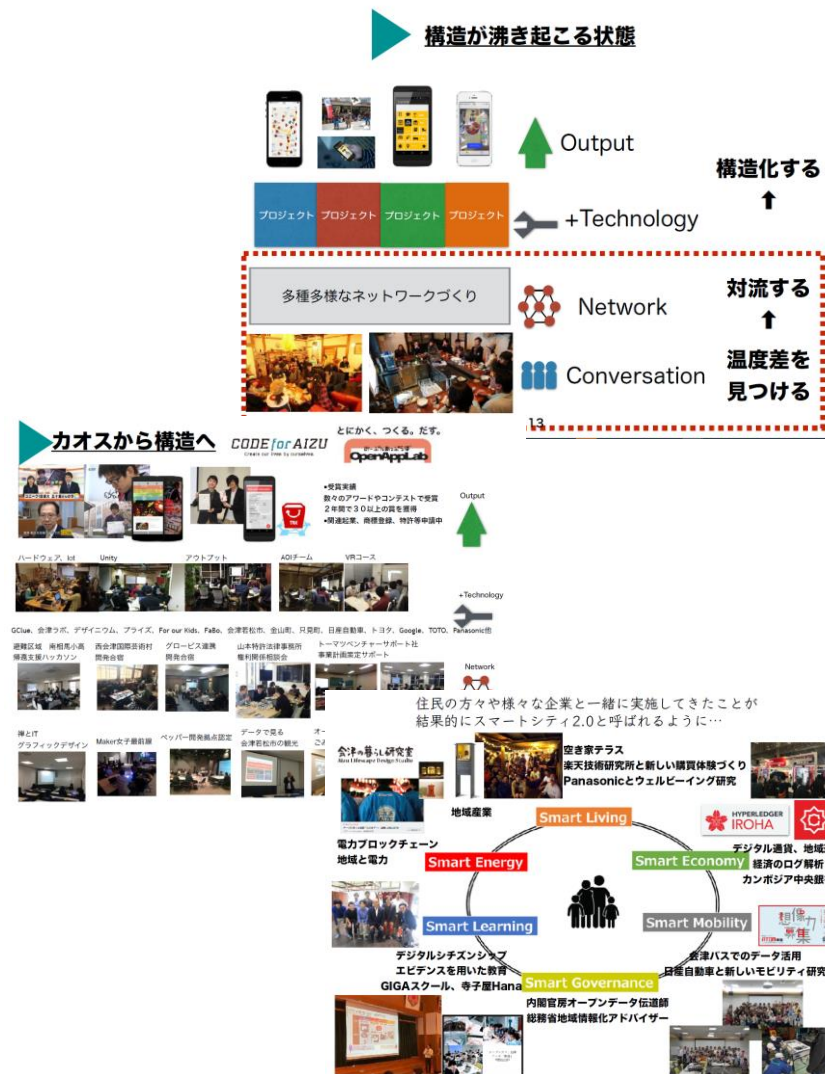 構造が沸き起こる状態
Output
構造化する
プロジェクト プロジェクト プロジェクト プロジェクト
+Technology
多種多様なネットワークづくり
Network
対流する
Conversation
温度差を
見つける
13
カオスから構造へ
CODE for AIZU
Create our lives by ourselves
とにかく、つくる。だす。
OpenAppLab
•受賞実績
数々のアワードやコンテストで受賞
2年間で30以上の賞を獲得
•関連起業、商標登録、特許等申請中
Output
ハードウェア、Iot Unity アウトプット AOIチーム VRコース
+Technology
GClue、会津ラボ、デザイニウム、プライズ、For our Kids、FaBo、会津若松市、金山町、只見町、日産自動車、トヨタ、Google、TOTO、Panasonic他
避難区域 南相馬小高
帰還支援ハッカソン
西会津国際芸術村
開発合宿
グロービス連携
開発合宿
山本特許法律事務所
権利関係相談会
トーマツベンチャーサポート社
事業計画策定サポート
Network
禅とIT
グラフィックデザイン
Maker女子最前線
ペッパー開発拠点認定
データで見る
会津若松市の観光
オー
ごみ
住民の方々や様々な企業と一緒に実施してきたことが
結果的にスマートシティ2.0と呼ばれるように…
会津の暮らし研究室
Aizu Lifescape Design Studio
空き家テラス
楽天技術研究所と新しい購買体験づくり
Panasonicとウェルビーイング研究
地域産業
Smart Living
HYPERLEDGER
IROHA
電力ブロックチェーン
地域と電力
Smart Energy
Smart Economy
デジタル通貨、地域通
経済のログ解析
カンボジア中央銀
Smart Learning
Smart Mobility
想像力
募集
デジタルシチズンシップ
エビデンスを用いた教育
GIGAスクール、寺子屋Hana
会津バスでのデータ活用
日産自動車と新しいモビリティ研究
Smart Governance
内閣官房オープンデータ伝道師
総務省地域情報化アドバイザー